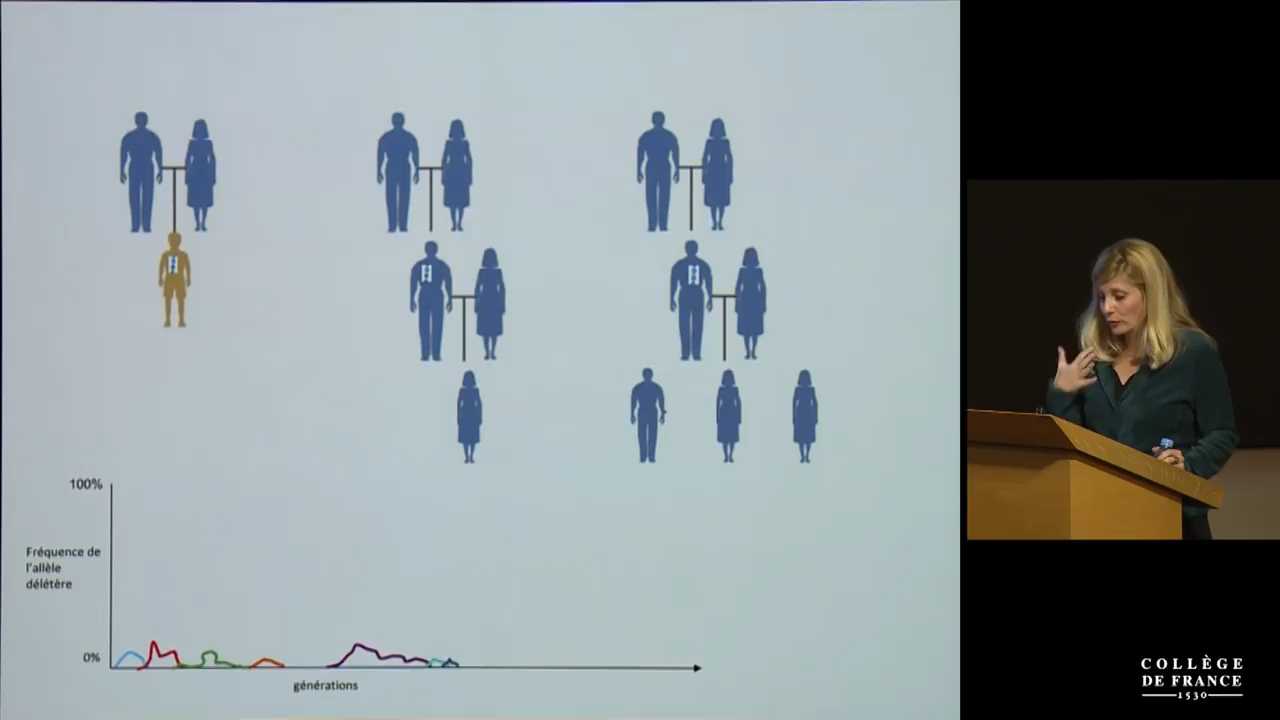 100%
Fréquence de
l'allèle
délétère
0%
générations
COLLÈGE
DE FRANCE
1530